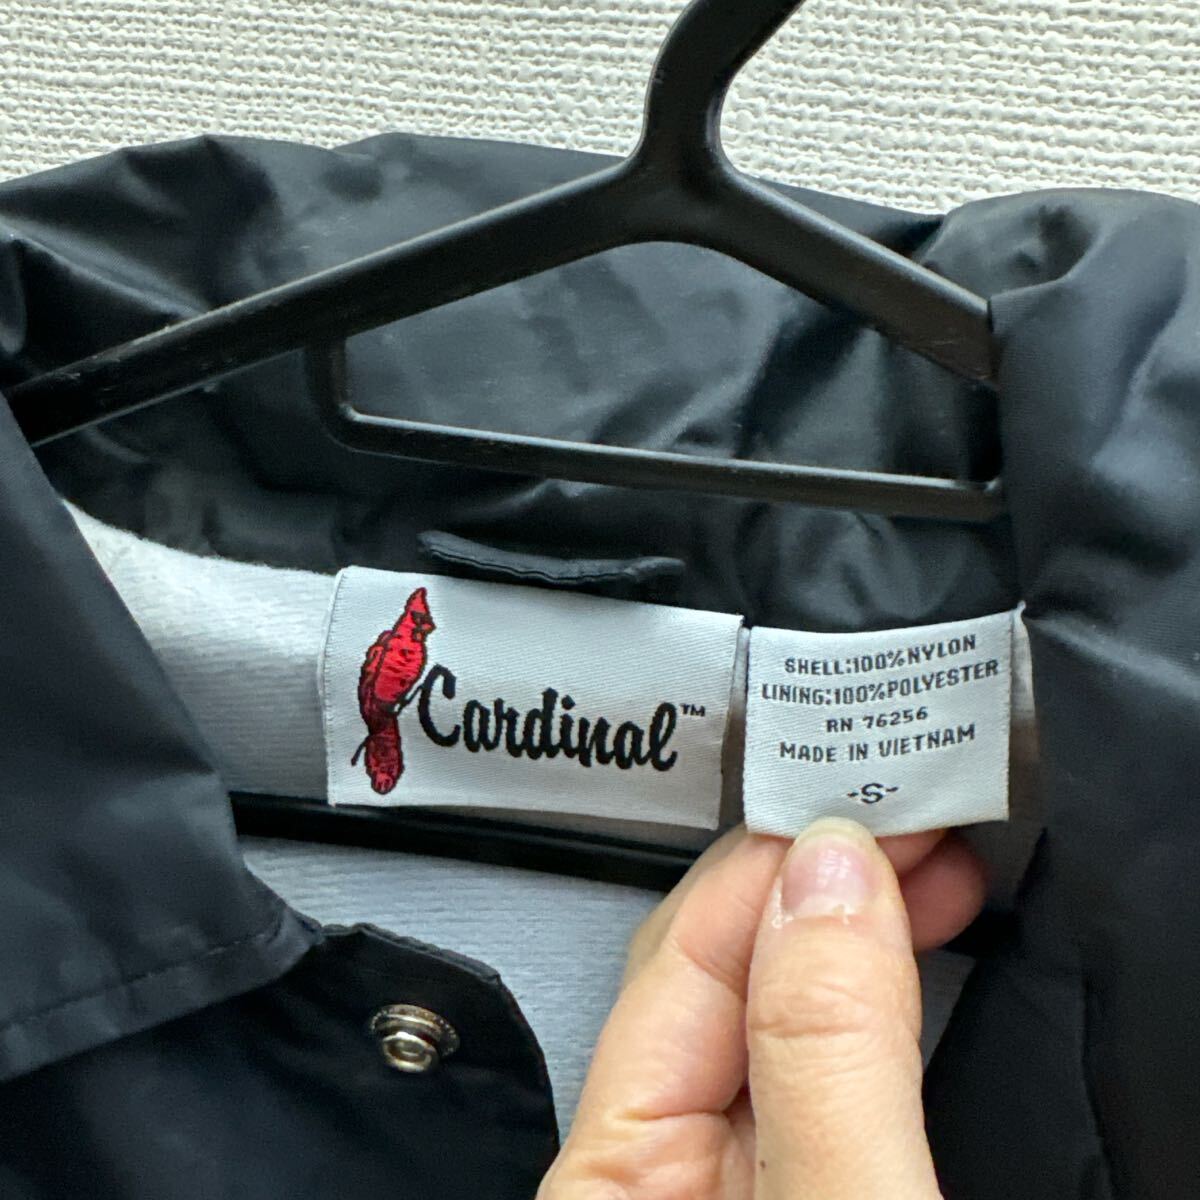 Cardinal™
SHELL:100%NYLON
LINING:100%POLYESTER
RN 76256
MADE IN VIETNAM
-S-